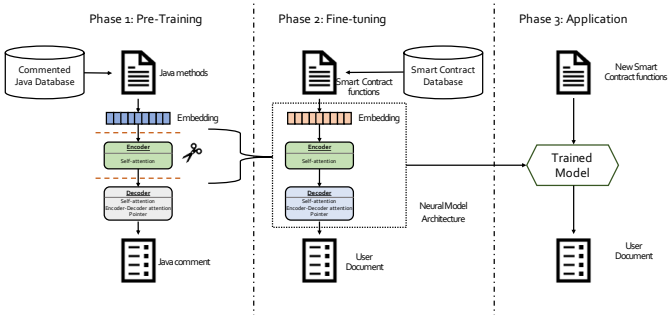 Phase 1: Pre-Training
Phase 2: Fine-tuning
Phase 3: Application
Commented
Java Database
Java methods
Embedding
Encoder
Self-attention
Decoder
Self-attention
Encoder-Decoder attention
Pointer
Java comment
Smart Contract
functions
Smart Contract
Database
Embedding
Encoder
Self-attention
Decoder
Self-attention
Encoder-Decoder attention
Pointer
Neural Model
Architecture
User
Document
New Smart
Contract functions
Trained
Model
User
Document